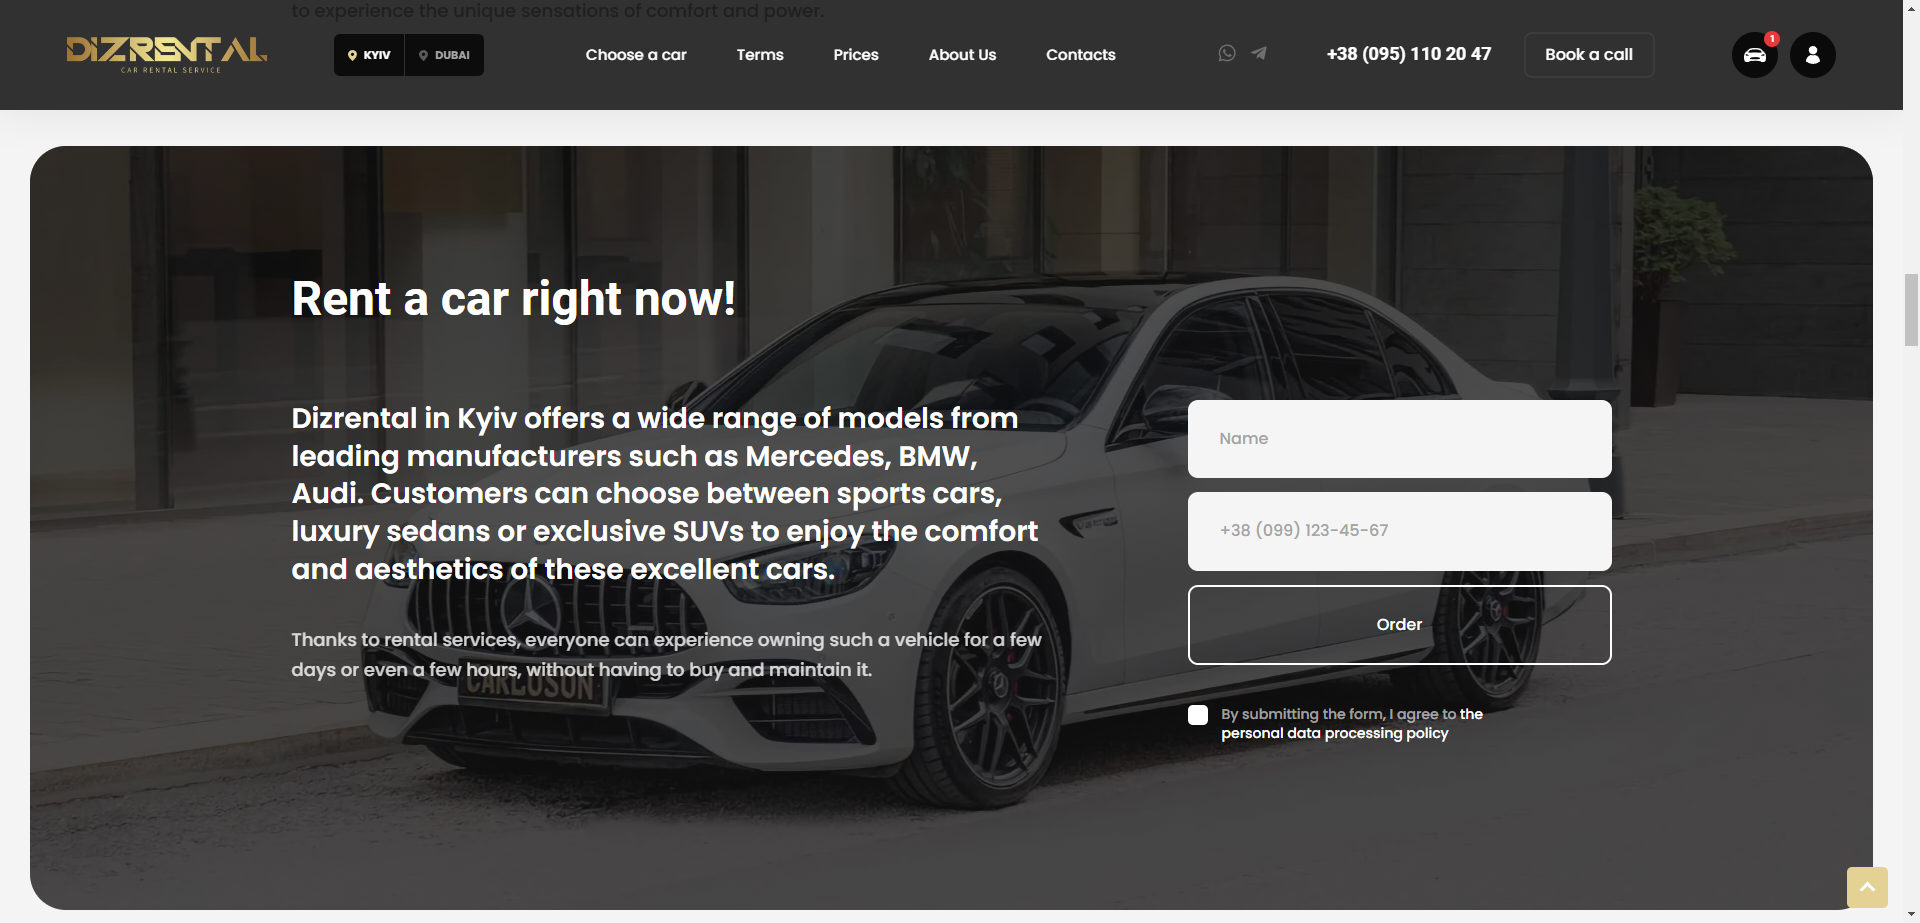 to experience the unique sensations of comfort and power.
DIZRENTAL
CAR RENTAL SERVICE
KYIV
DUBAI
Choose a car
Terms
Prices
About Us
Contacts
+38 (095) 110 20 47
Book a call
1
Rent a car right now!
Dizrental in Kyiv offers a wide range of models from
leading manufacturers such as Mercedes, BMW,
Audi. Customers can choose between sports cars,
luxury sedans or exclusive SUVs to enjoy the comfort
and aesthetics of these excellent cars.
Thanks to rental services, everyone can experience owning such a vehicle for a few
days or even a few hours, without having to buy and maintain it.
Name
+38 (099) 123-45-67
Order
By submitting the form, I agree to the
personal data processing policy